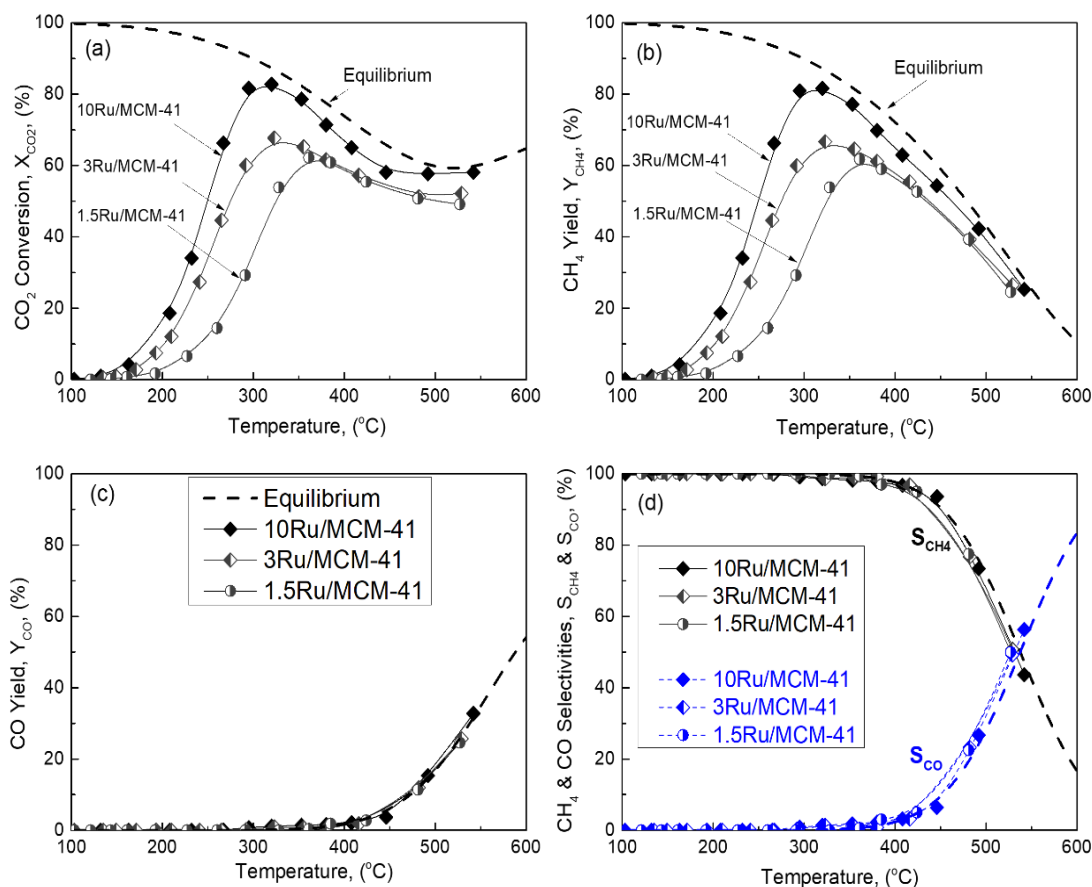 (a)
Equilibrium
10Ru/MCM-41
3Ru/MCM-41
1.5Ru/MCM-41
CO2 Conversion, XCO2, (%)
100
80
60
40
20
0
100 200 300 400 500 600
Temperature, (oC)
(b)
Equilibrium
10Ru/MCM-41
3Ru/MCM-41
1.5Ru/MCM-41
CH4 Yield, YCH4, (%)
100
80
60
40
20
0
100 200 300 400 500 600
Temperature, (oC)
(c)
Equilibrium
10Ru/MCM-41
3Ru/MCM-41
1.5Ru/MCM-41
CO Yield, YCO, (%)
100
80
60
40
20
0
100 200 300 400 500 600
Temperature, (oC)
(d)
SCH4
10Ru/MCM-41
3Ru/MCM-41
1.5Ru/MCM-41
10Ru/MCM-41
3Ru/MCM-41
1.5Ru/MCM-41
SCO
CH4 & CO Selectivities, SCH4 & SCO, (%)
100
80
60
40
20
0
100 200 300 400 500 600
Temperature, (oC)